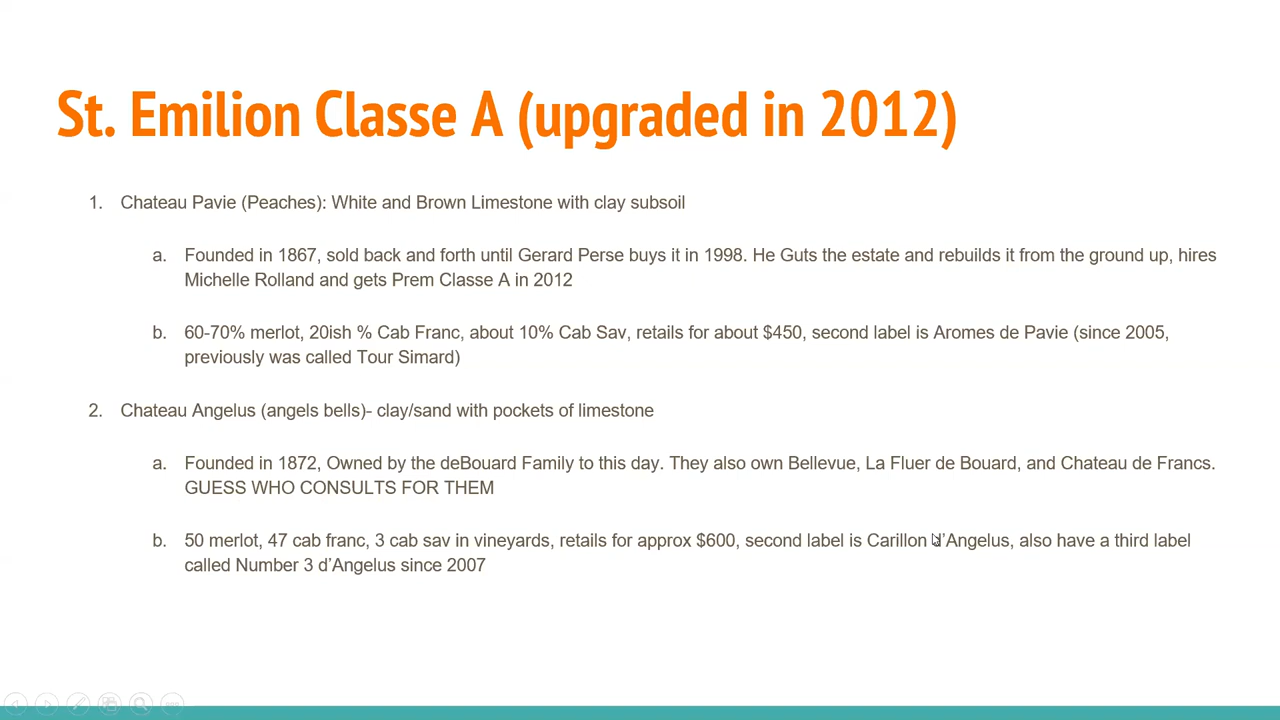 St. Emilion Classe A (upgraded in 2012)
1. Chateau Pavie (Peaches): White and Brown Limestone with clay subsoil
a. Founded in 1867, sold back and forth until Gerard Perse buys it in 1998. He Guts the estate and rebuilds it from the ground up, hires
Michelle Rolland and gets Prem Classe A in 2012
b. 60-70% merlot, 20ish % Cab Franc, about 10% Cab Sav, retails for about $450, second label is Aromes de Pavie (since 2005,
previously was called Tour Simard)
2. Chateau Angelus (angels bells)- clay/sand with pockets of limestone
a. Founded in 1872, Owned by the deBouard Family to this day. They also own Bellevue, La Fluer de Bouard, and Chateau de Francs.
GUESS WHO CONSULTS FOR THEM
b. 50 merlot, 47 cab franc, 3 cab sav in vineyards, retails for approx $600, second label is Carillon d'Angelus, also have a third label
called Number 3 d'Angelus since 2007